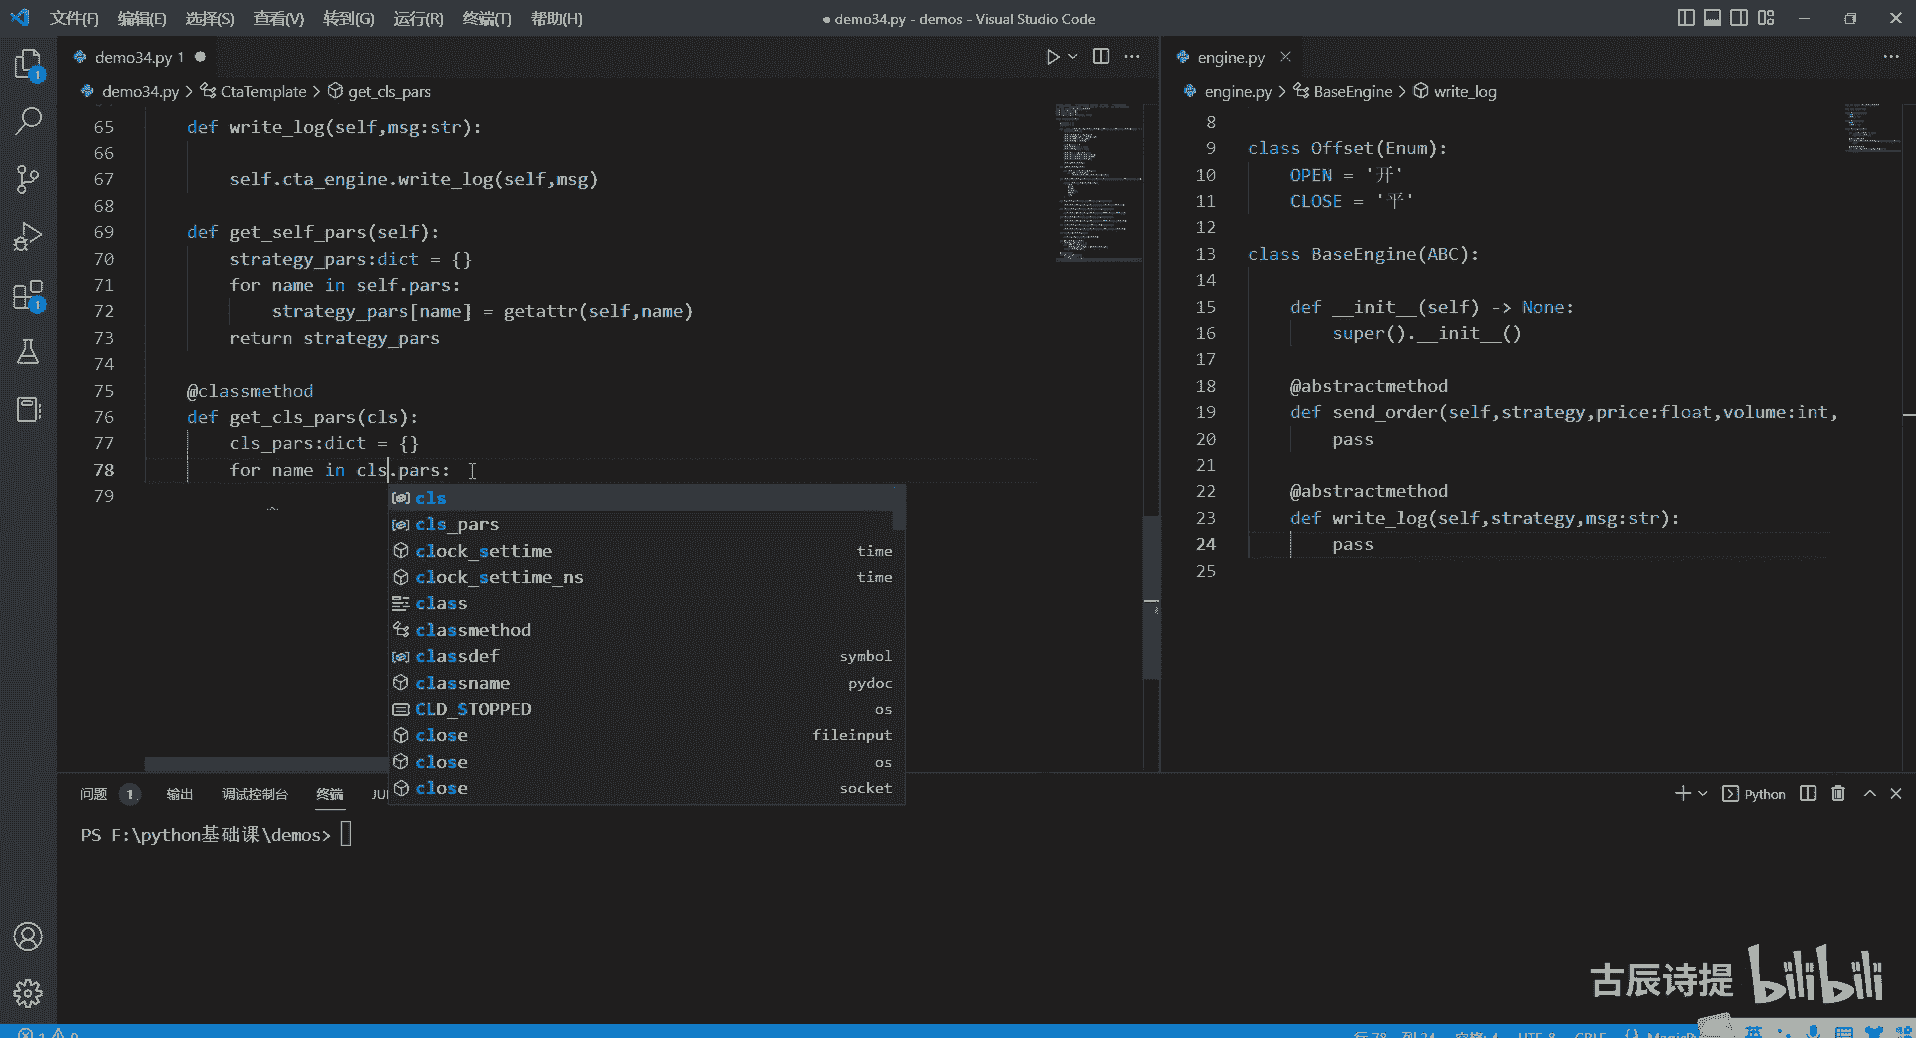 文件(F) 编辑(E) 选择(S) 查看(V) 转到(G) 运行(R) 终端(T) 帮助(H)
● demo34.py - demos - Visual Studio Code
demo34.py 1 ●
demo34.py > CtaTemplate > get_cls_pars
65 def write_log(self,msg:str):
66
67 self.cta_engine.write_log(self,msg)
68
69 def get_self_pars(self):
70 strategy_pars:dict = {}
71 for name in self.pars:
72 strategy_pars[name] = getattr(self,name)
73 return strategy_pars
74
75 @classmethod
76 def get_cls_pars(cls):
77 cls_pars:dict = {}
78 for name in cls.pars:
79
cls
cls_pars
clock_settime time
clock_settime_ns time
class
classmethod
classdef symbol
classname pydoc
CLD_STOPPED os
close fileinput
close os
close socket
engine.py
engine.py > BaseEngine > write_log
8
9 class Offset(Enum):
10 OPEN = '开'
11 CLOSE = '平'
12
13 class BaseEngine(ABC):
14
15 def __init__(self) -> None:
16 super().__init__()
17
18 @abstractmethod
19 def send_order(self,strategy,price:float,volume:int,
20 pass
21
22 @abstractmethod
23 def write_log(self,strategy,msg:str):
24 pass
25
问题 1 输出 调试控制台 终端
Python
PS F:\python基础课\demos>
古辰诗提 bilibili
英